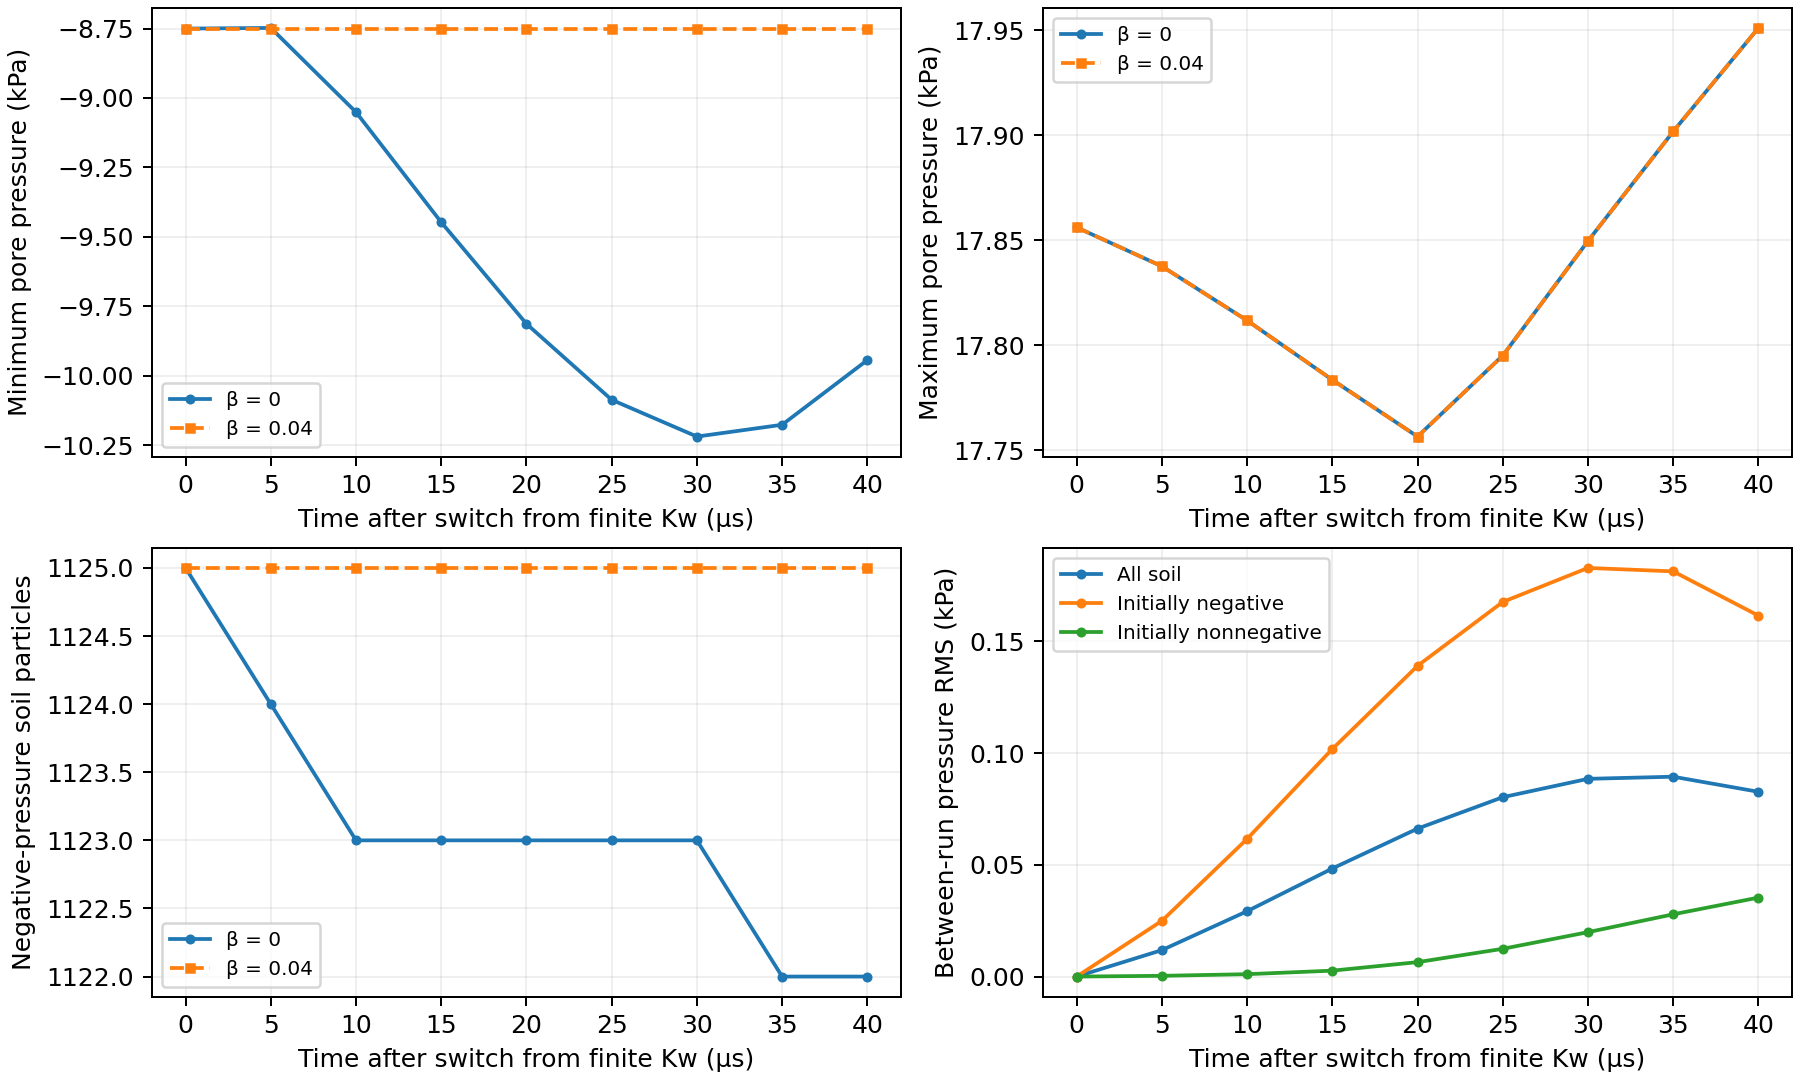 Minimum pore pressure (kPa)
−8.75
−9.00
−9.25
−9.50
−9.75
−10.00
−10.25
β = 0
β = 0.04
0 5 10 15 20 25 30 35 40
Time after switch from finite Kw (µs)
Maximum pore pressure (kPa)
17.95
17.90
17.85
17.80
17.75
β = 0
β = 0.04
0 5 10 15 20 25 30 35 40
Time after switch from finite Kw (µs)
Negative-pressure soil particles
1125.0
1124.5
1124.0
1123.5
1123.0
1122.5
1122.0
β = 0
β = 0.04
0 5 10 15 20 25 30 35 40
Time after switch from finite Kw (µs)
Between-run pressure RMS (kPa)
0.15
0.10
0.05
0.00
All soil
Initially negative
Initially nonnegative
0 5 10 15 20 25 30 35 40
Time after switch from finite Kw (µs)